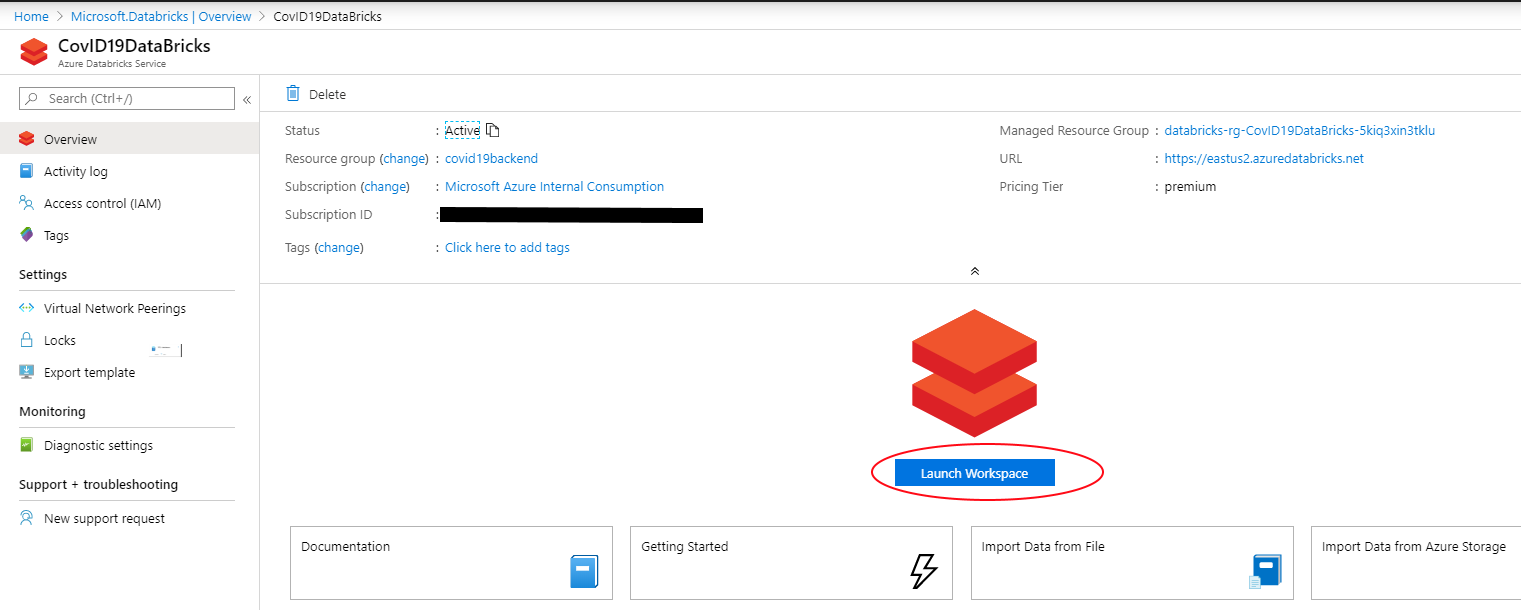 Home > Microsoft.Databricks | Overview > CovID19DataBricks
CovID19DataBricks
Azure Databricks Service
Search (Ctrl+/)
«
Delete
Overview
Activity log
Access control (IAM)
Tags
Settings
Virtual Network Peerings
Locks
Export template
Monitoring
Diagnostic settings
Support + troubleshooting
New support request
Status : Active
Resource group (change) : covid19backend
Subscription (change) : Microsoft Azure Internal Consumption
Subscription ID :
Tags (change) : Click here to add tags
Managed Resource Group : databricks-rg-CovID19DataBricks-5kiq3xin3tklu
URL : https://eastus2.azuredatabricks.net
Pricing Tier : premium
Launch Workspace
Documentation
Getting Started
Import Data from File
Import Data from Azure Storage